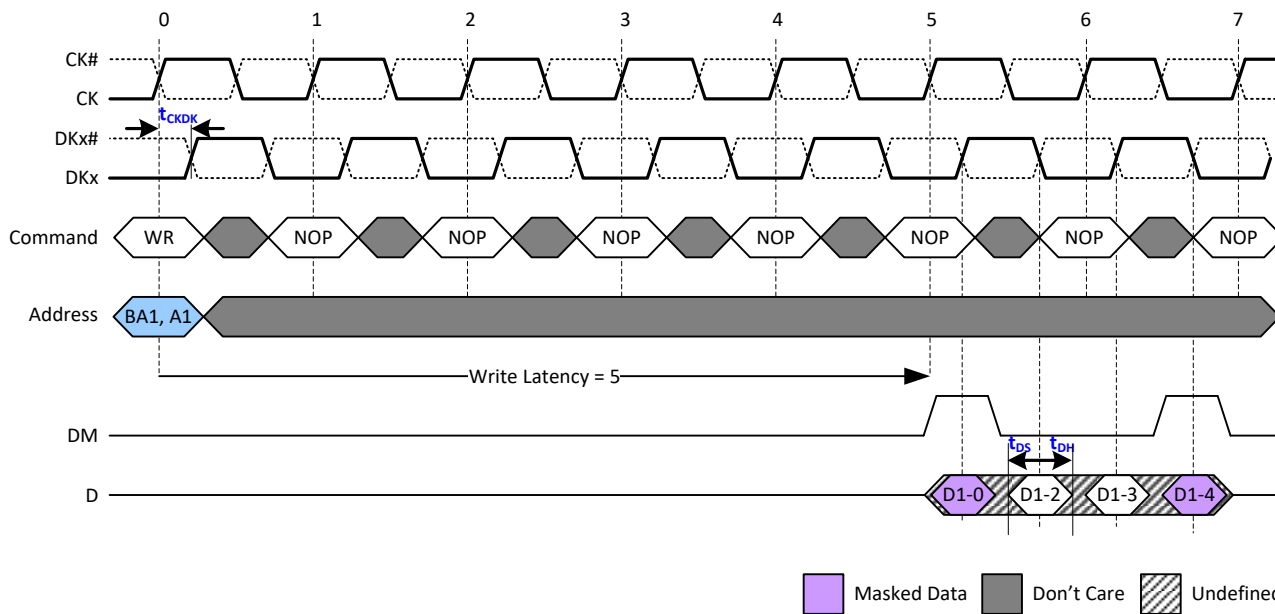 0 1 2 3 4 5 6 7
CK#
CK
tCKDK
DKx#
DKx
Command WR NOP NOP NOP NOP NOP NOP NOP
Address BA1, A1
Write Latency = 5
DM
tDS tDH
D D1-0 D1-2 D1-3 D1-4
Masked Data Don't Care Undefined